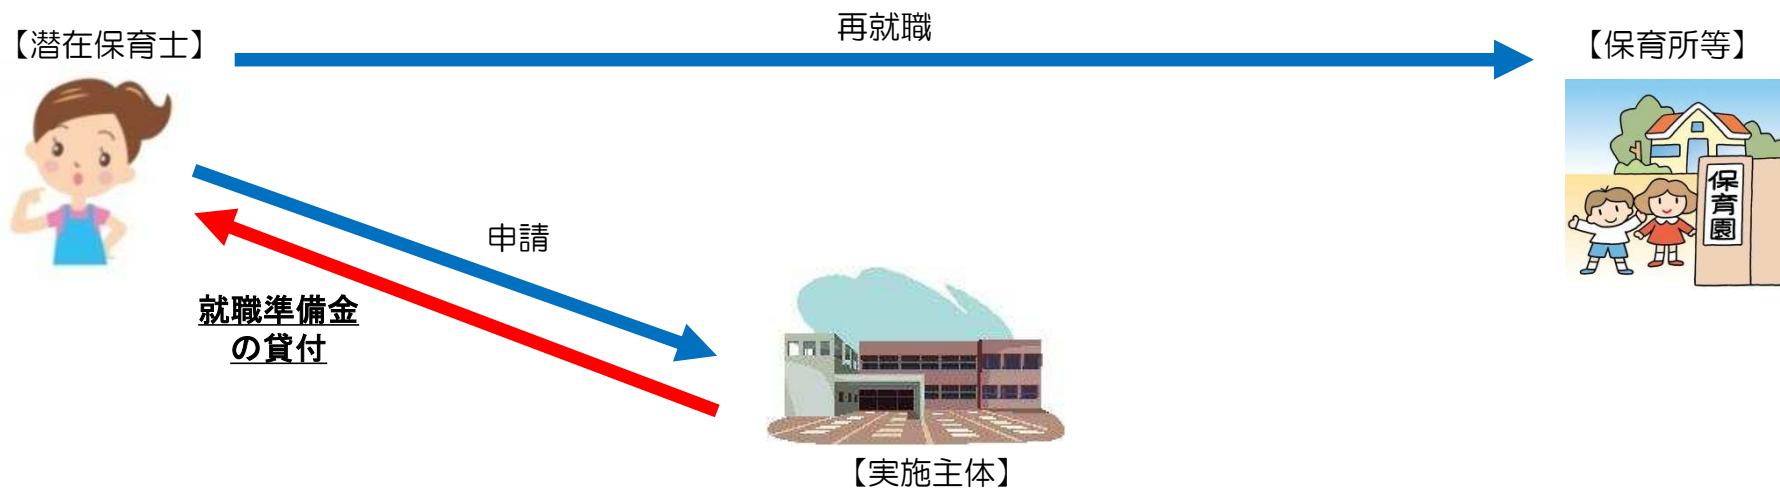 再就職
【潜在保育士】
【保育所等】
保育園
申請
就職準備金
の貸付
【実施主体】